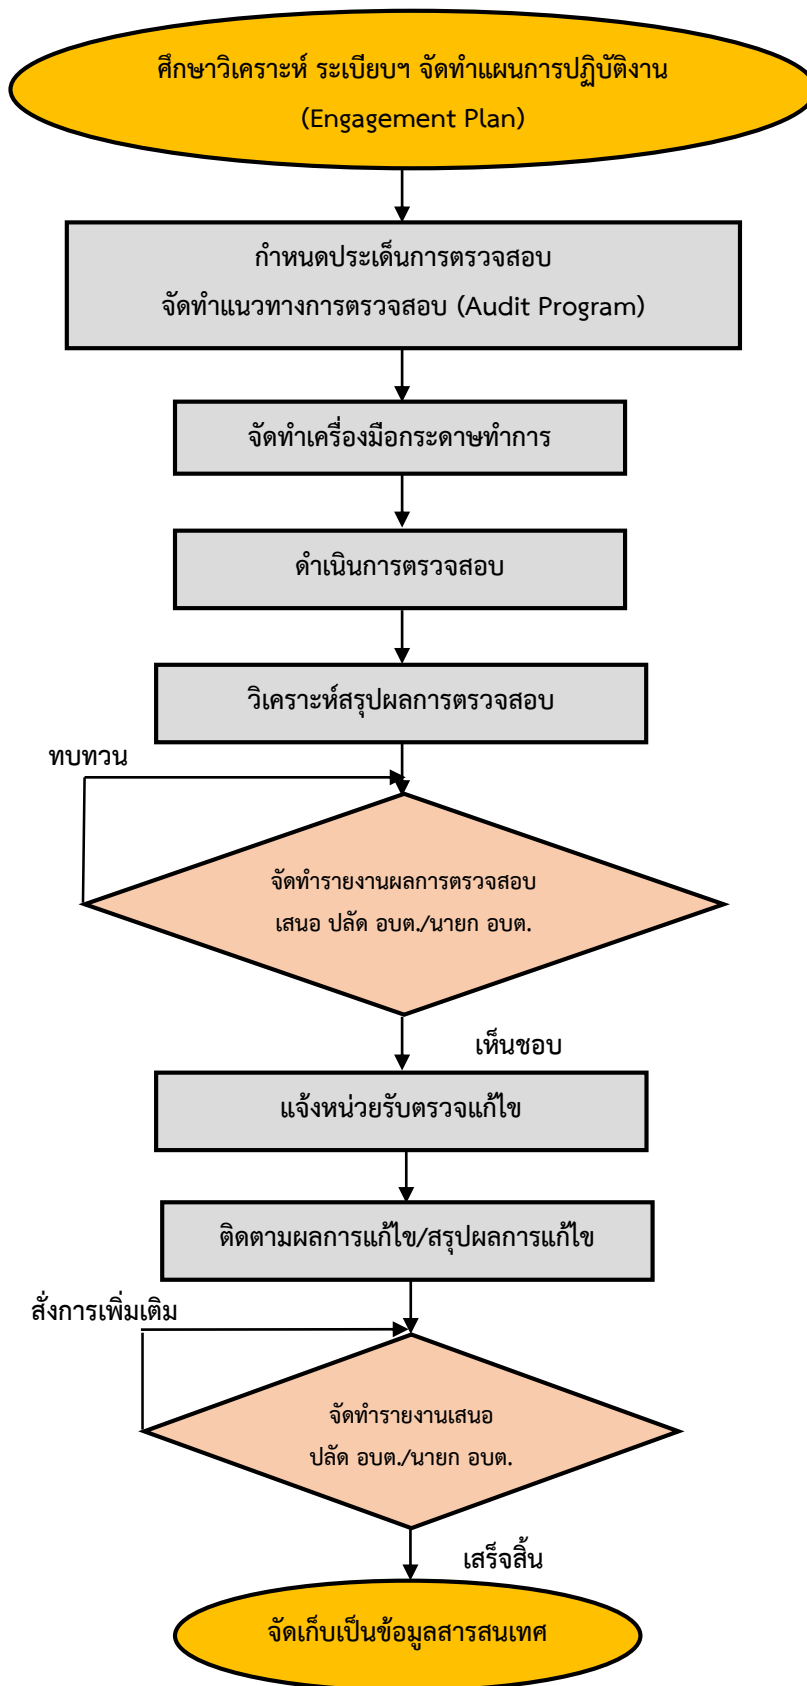 ศึกษาวิเคราะห์ ระเบียบฯ จัดทำแผนการปฏิบัติงาน
(Engagement Plan)
กำหนดประเด็นการตรวจสอบ
จัดทำแนวทางการตรวจสอบ (Audit Program)
จัดทำเครื่องมือกระดาษทำการ
ดำเนินการตรวจสอบ
วิเคราะห์สรุปผลการตรวจสอบ
ทบทวน
จัดทำรายงานผลการตรวจสอบ
เสนอ ปลัด อบต./นายก อบต.
เห็นชอบ
แจ้งหน่วยรับตรวจแก้ไข
ติดตามผลการแก้ไข/สรุปผลการแก้ไข
สั่งการเพิ่มเติม
จัดทำรายงานเสนอ
ปลัด อบต./นายก อบต.
เสร็จสิ้น
จัดเก็บเป็นข้อมูลสารสนเทศ